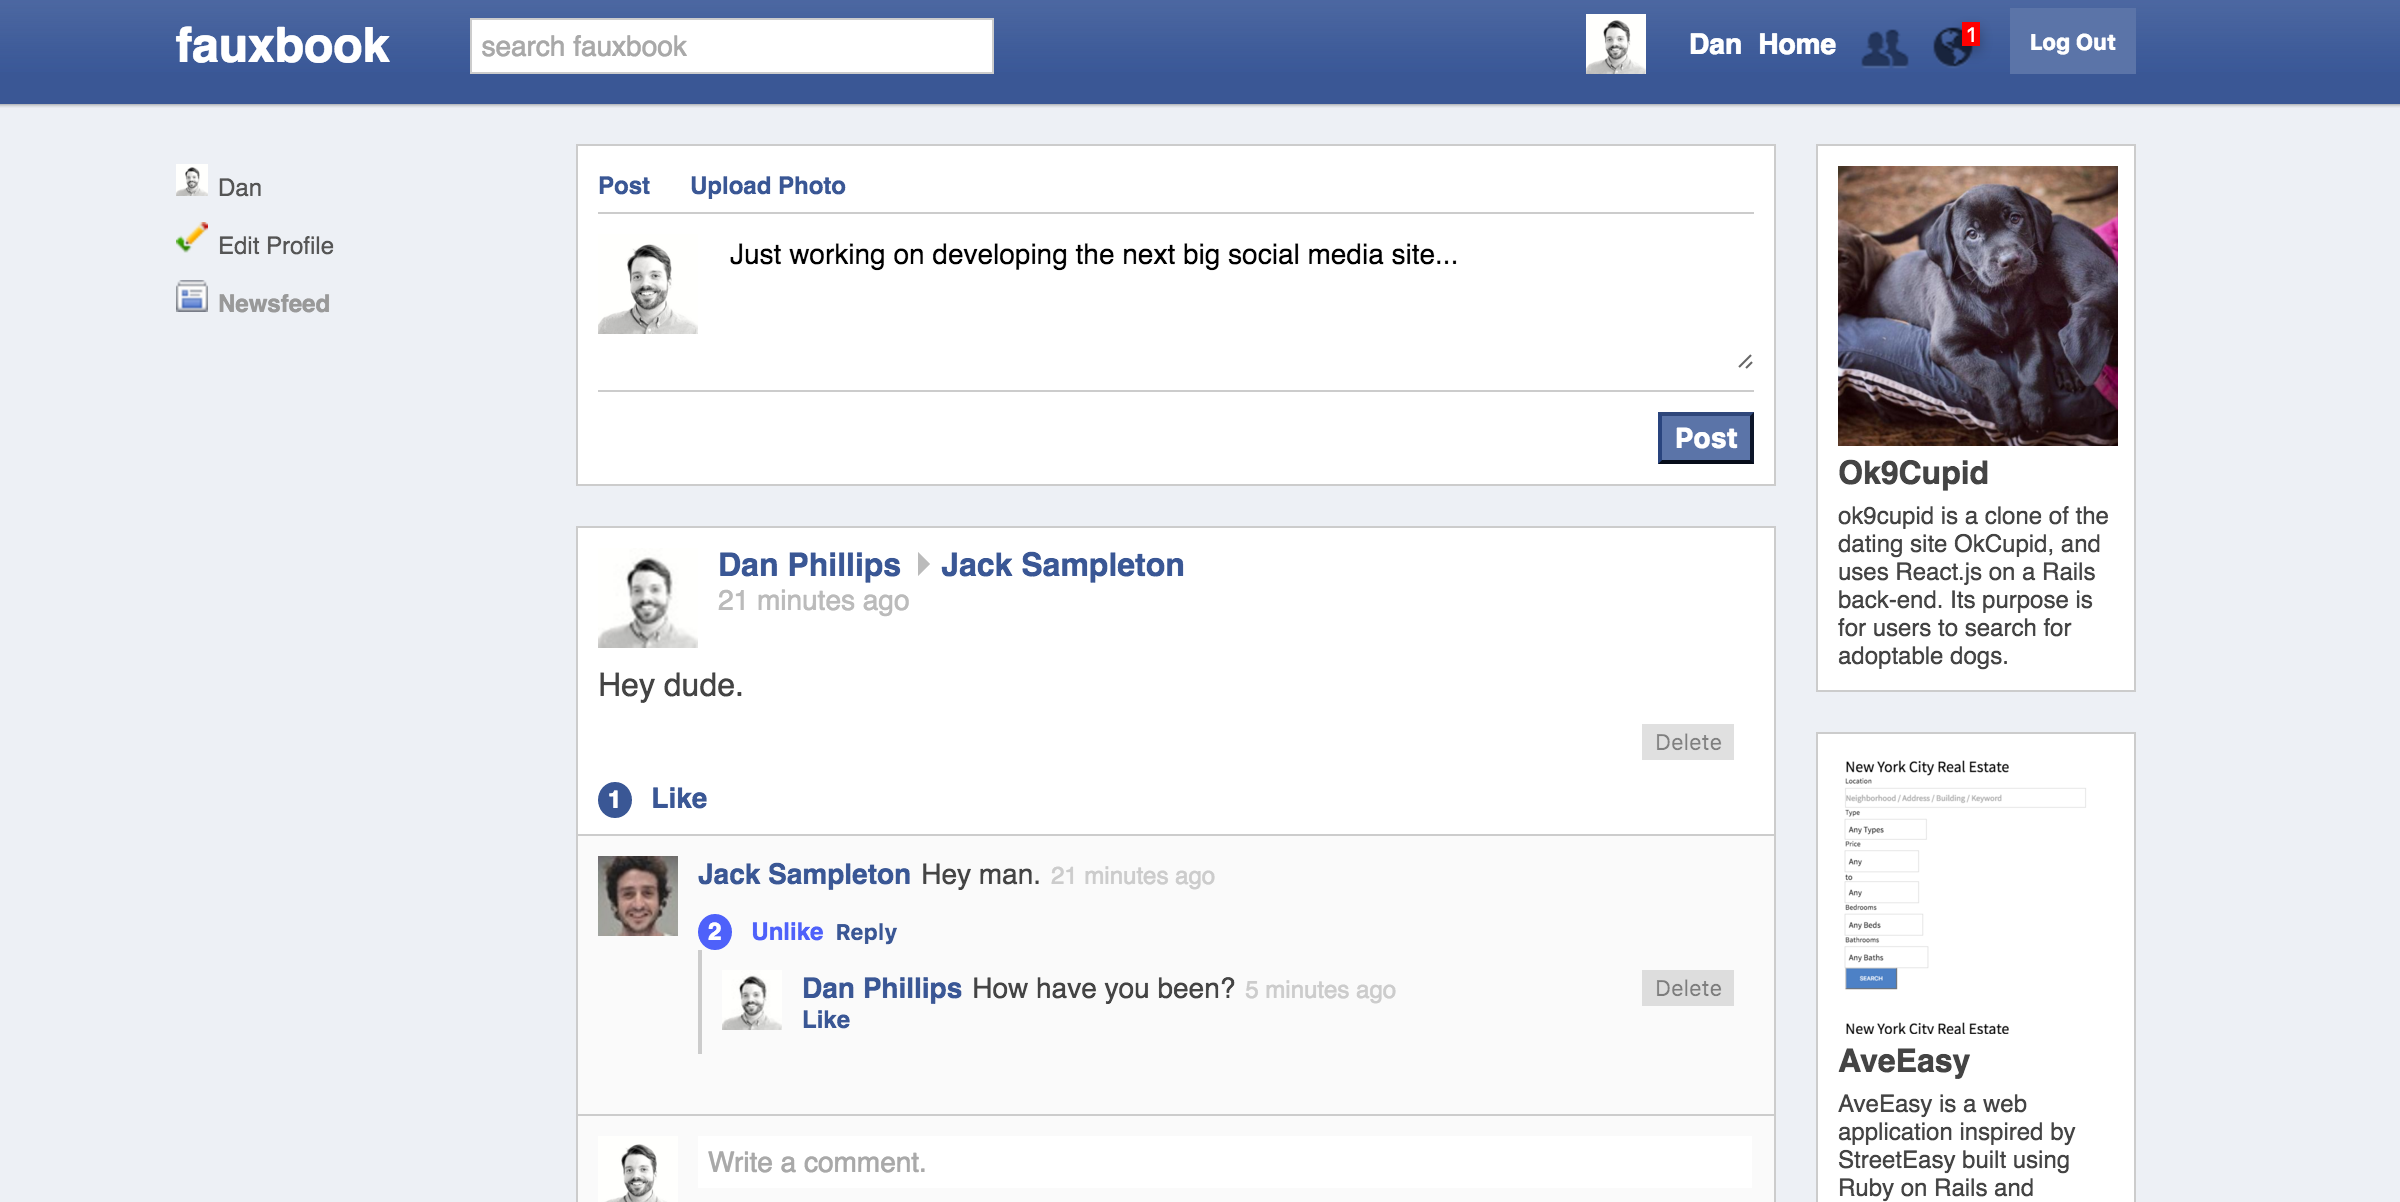 fauxbook
search fauxbook
Dan Home
1
Log Out
Dan
Edit Profile
Newsfeed
Post Upload Photo
Just working on developing the next big social media site...
Post
Dan Phillips Jack Sampleton
21 minutes ago
Hey dude.
Delete
1 Like
Jack Sampleton Hey man. 21 minutes ago
2 Unlike Reply
Dan Phillips How have you been? 5 minutes ago
Delete
Like
Write a comment.
Ok9Cupid
ok9cupid is a clone of the
dating site OkCupid, and
uses React.js on a Rails
back-end. Its purpose is
for users to search for
adoptable dogs.
New York City Real Estate
Location
Neighborhood / Address / Building / Keyword
Type
Any Types
Price
Any
to
Any
Bedrooms
Any Beds
Bathrooms
Any Baths
SEARCH
New York City Real Estate
AveEasy
AveEasy is a web
application inspired by
StreetEasy built using
Ruby on Rails and